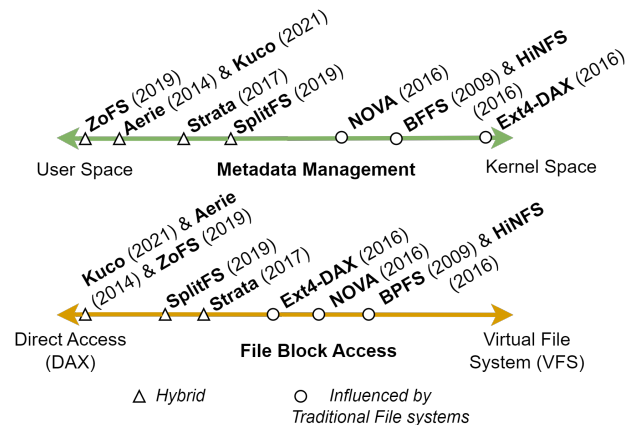 ZoFS (2019)
Aerie (2014) & Kuco (2021)
Strata (2017)
SplitFS (2019)
NOVA (2016)
BFFS (2009) & HiNFS
(2016)
Ext4-DAX (2016)
User Space
Metadata Management
Kernel Space
Kuco (2021) & Aerie
(2014) & ZoFS (2019)
SplitFS (2019)
Strata (2017)
Ext4-DAX (2016)
NOVA (2016)
BPFS (2009) & HiNFS
(2016)
Direct Access
(DAX)
File Block Access
Virtual File
System (VFS)
Hybrid
Influenced by
Traditional File systems